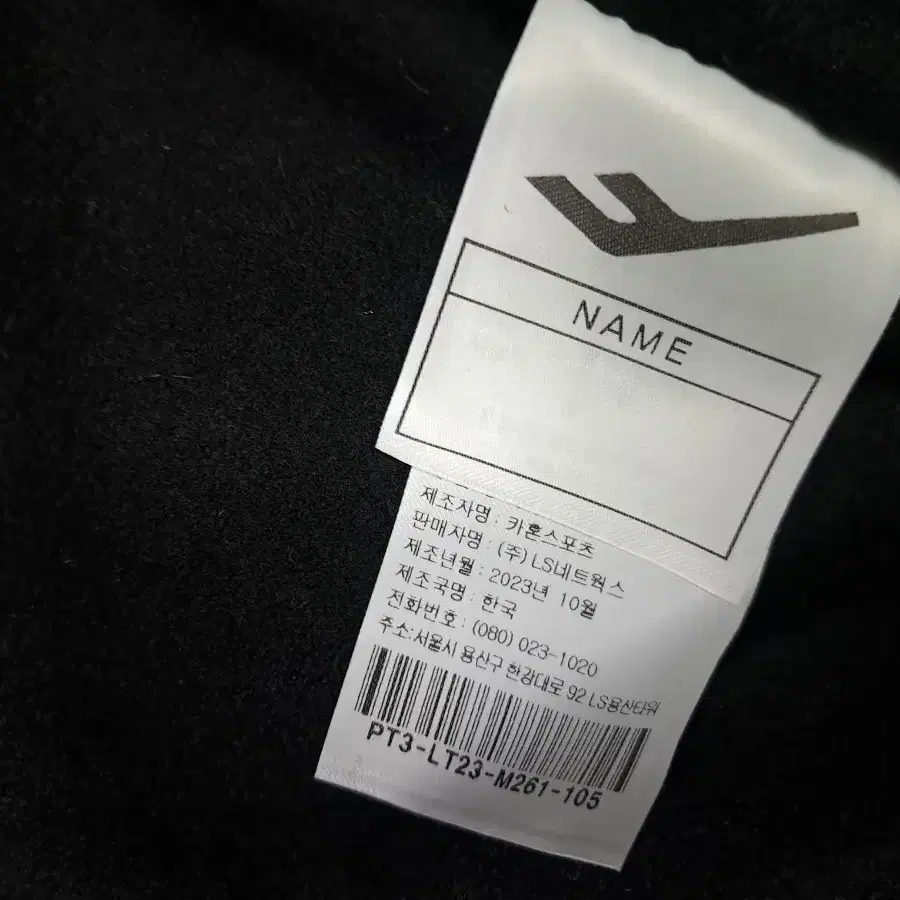 NAME
제조자명 : 카혼스포츠
판매자명 : (주) LS네트웍스
제조년월 : 2023년 10월
제조국명 : 한국
전화번호 : (080) 023-1020
주소:서울시 용산구 한강대로 92 LS용산타워
PT3-LT23-M261-105